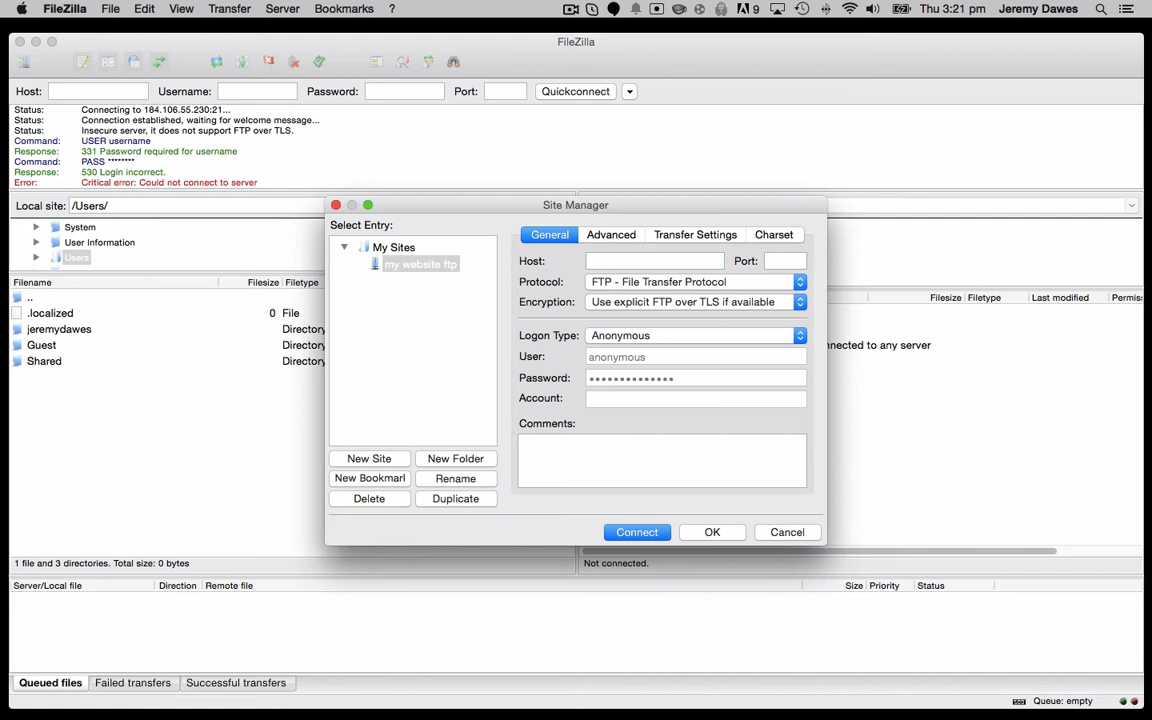 FileZilla File Edit View Transfer Server Bookmarks ? 9 Thu 3:21 pm Jeremy Dawes
FileZilla
Host: Username: Password: Port: Quickconnect
Status: Connecting to 184.106.55.230:21...
Status: Connection established, waiting for welcome message...
Status: Insecure server, it does not support FTP over TLS.
Command: USER username
Response: 331 Password required for username
Command: PASS ********
Response: 530 Login incorrect.
Error: Critical error: Could not connect to server
Local site: /Users/
System
User Information
Users
Filename Filesize Filetype
..
.localized 0 File
jeremydawes Directory
Guest Directory
Shared Directory
1 file and 3 directories. Total size: 0 bytes
Site Manager
Select Entry:
My Sites
my website ftp
New Site New Folder
New Bookmarl Rename
Delete Duplicate
General Advanced Transfer Settings Charset
Host: Port:
Protocol: FTP - File Transfer Protocol
Encryption: Use explicit FTP over TLS if available
Logon Type: Anonymous
User: anonymous
Password: ••••••••••••••
Account:
Comments:
Connect OK Cancel
Filesize Filetype Last modified Permis
nnected to any server
Not connected.
Server/Local file Direction Remote file Size Priority Status
Queued files Failed transfers Successful transfers
Queue: empty